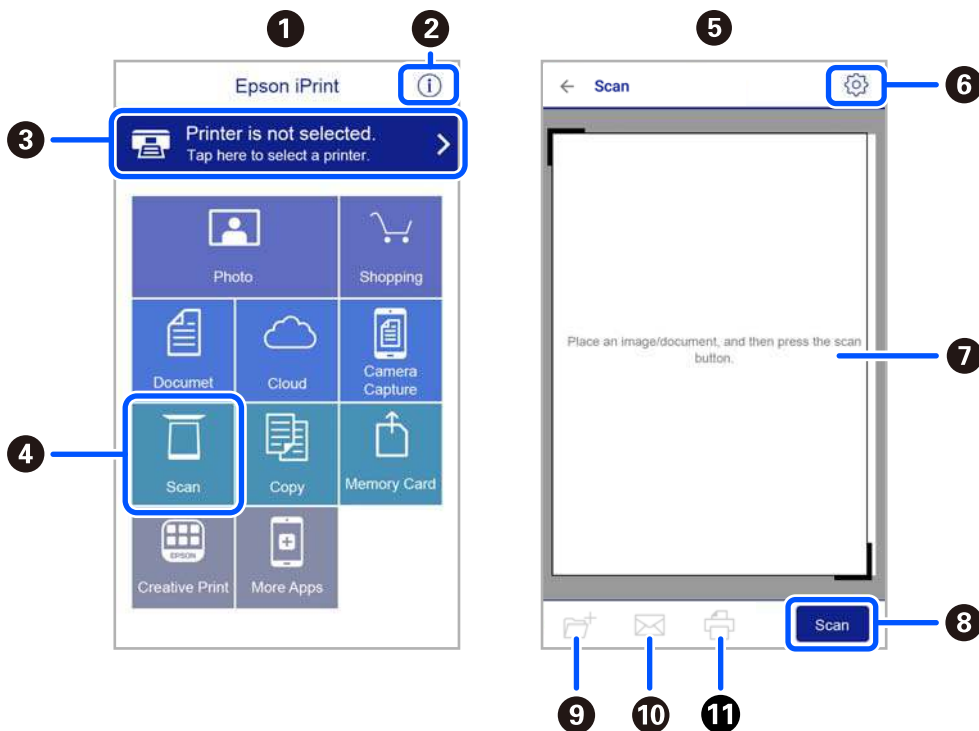 1
2
5
Epson iPrint
Scan
6
3
Printer is not selected.
Tap here to select a printer.
Photo
Shopping
Documet
Cloud
Camera
Capture
Place an image/document, and then press the scan
button.
7
4
Scan
Copy
Memory Card
EPSON
Creative Print
More Apps
Scan
8
9
10
11